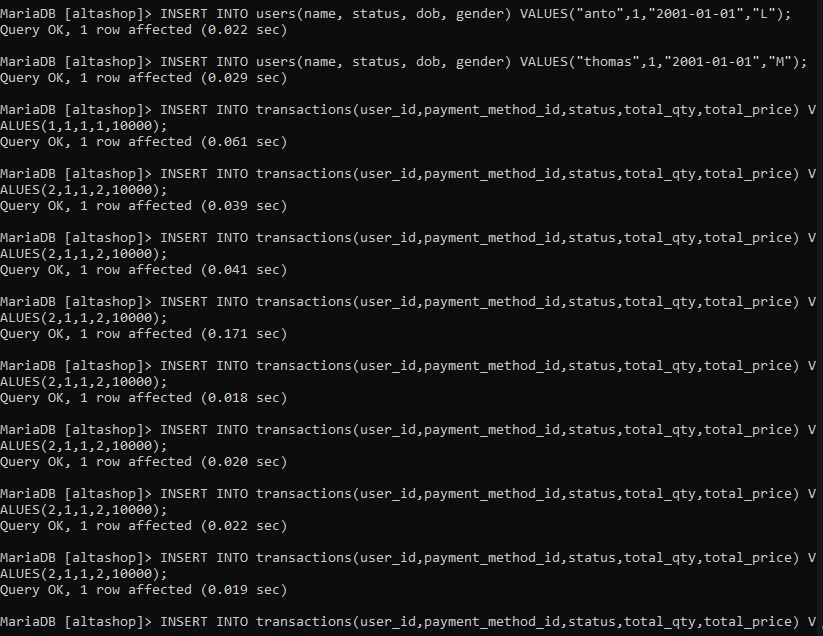 MariaDB [altashop]> INSERT INTO users(name, status, dob, gender) VALUES("anto",1,"2001-01-01","L");
Query OK, 1 row affected (0.022 sec)
MariaDB [altashop]> INSERT INTO users(name, status, dob, gender) VALUES("thomas",1,"2001-01-01","M");
Query OK, 1 row affected (0.029 sec)
MariaDB [altashop]> INSERT INTO transactions(user_id,payment_method_id,status,total_qty,total_price) V
ALUES(1,1,1,1,10000);
Query OK, 1 row affected (0.061 sec)
MariaDB [altashop]> INSERT INTO transactions(user_id,payment_method_id,status,total_qty,total_price) V
ALUES(2,1,1,2,10000);
Query OK, 1 row affected (0.039 sec)
MariaDB [altashop]> INSERT INTO transactions(user_id,payment_method_id,status,total_qty,total_price) V
ALUES(2,1,1,2,10000);
Query OK, 1 row affected (0.041 sec)
MariaDB [altashop]> INSERT INTO transactions(user_id,payment_method_id,status,total_qty,total_price) V
ALUES(2,1,1,2,10000);
Query OK, 1 row affected (0.171 sec)
MariaDB [altashop]> INSERT INTO transactions(user_id,payment_method_id,status,total_qty,total_price) V
ALUES(2,1,1,2,10000);
Query OK, 1 row affected (0.018 sec)
MariaDB [altashop]> INSERT INTO transactions(user_id,payment_method_id,status,total_qty,total_price) V
ALUES(2,1,1,2,10000);
Query OK, 1 row affected (0.020 sec)
MariaDB [altashop]> INSERT INTO transactions(user_id,payment_method_id,status,total_qty,total_price) V
ALUES(2,1,1,2,10000);
Query OK, 1 row affected (0.022 sec)
MariaDB [altashop]> INSERT INTO transactions(user_id,payment_method_id,status,total_qty,total_price) V
ALUES(2,1,1,2,10000);
Query OK, 1 row affected (0.019 sec)
MariaDB [altashop]> INSERT INTO transactions(user_id,payment_method_id,status,total_qty,total_price) V